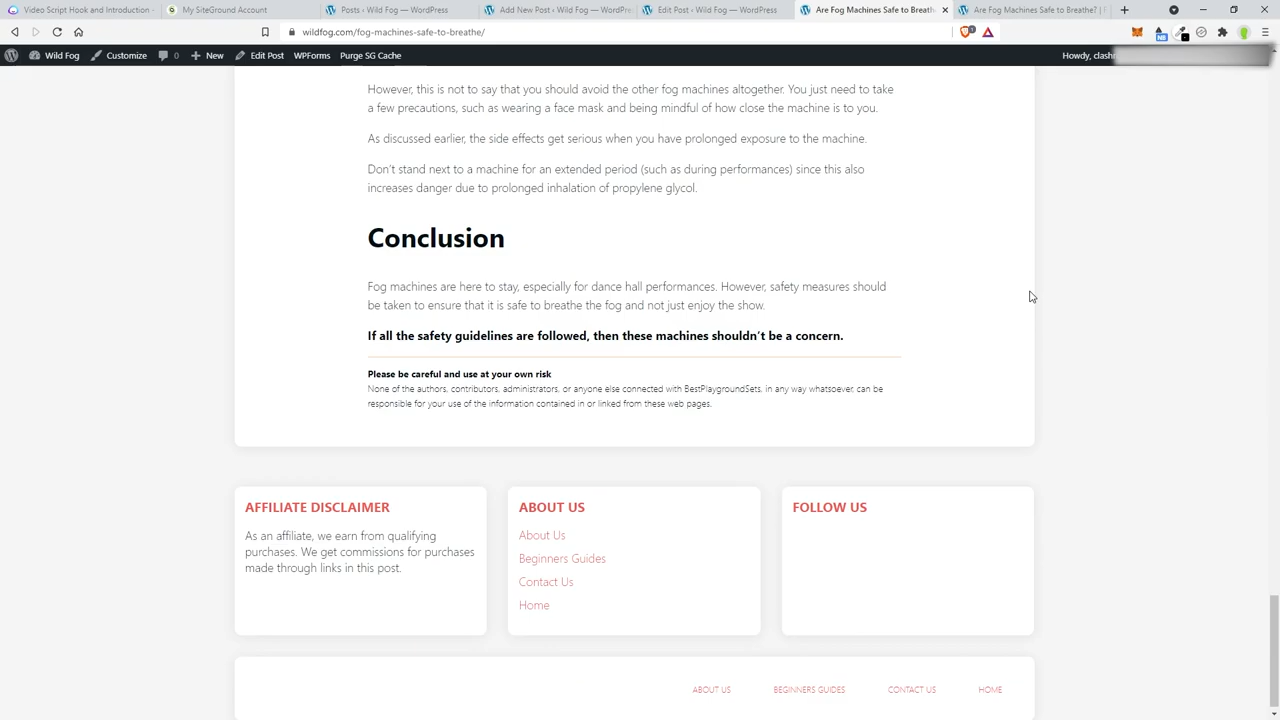 Video Script Hook and Introduction -
My SiteGround Account
Posts ‹ Wild Fog — WordPress
Add New Post ‹ Wild Fog — WordPre
Edit Post ‹ Wild Fog — WordPress
Are Fog Machines Safe to Breath
Are Fog Machines Safe to Breathe? |
wildfog.com/fog-machines-safe-to-breathe/
Wild Fog
Customize
0
New
Edit Post
WPForms
Purge SG Cache
Howdy, clash
However, this is not to say that you should avoid the other fog machines altogether. You just need to take
a few precautions, such as wearing a face mask and being mindful of how close the machine is to you.
As discussed earlier, the side effects get serious when you have prolonged exposure to the machine.
Don't stand next to a machine for an extended period (such as during performances) since this also
increases danger due to prolonged inhalation of propylene glycol.
Conclusion
Fog machines are here to stay, especially for dance hall performances. However, safety measures should
be taken to ensure that it is safe to breathe the fog and not just enjoy the show.
If all the safety guidelines are followed, then these machines shouldn't be a concern.
Please be careful and use at your own risk
None of the authors, contributors, administrators, or anyone else connected with BestPlaygroundSets, in any way whatsoever, can be
responsible for your use of the information contained in or linked from these web pages.
AFFILIATE DISCLAIMER
As an affiliate, we earn from qualifying
purchases. We get commissions for purchases
made through links in this post.
ABOUT US
About Us
Beginners Guides
Contact Us
Home
FOLLOW US
ABOUT US
BEGINNERS GUIDES
CONTACT US
HOME